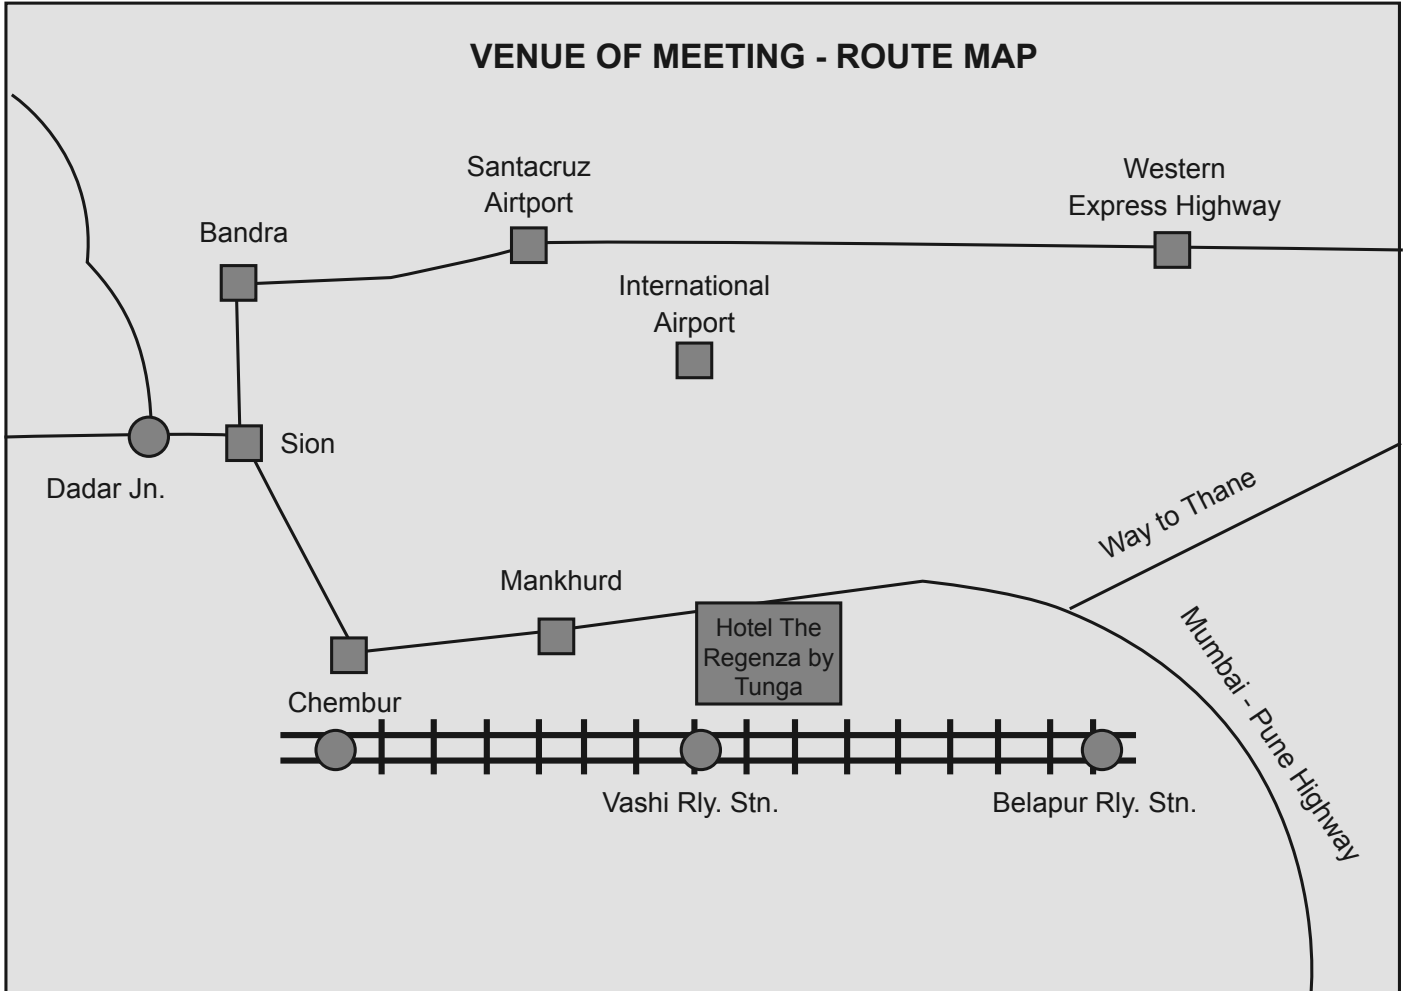 VENUE OF MEETING - ROUTE MAP
Santacruz
Airtport
Western
Express Highway
Bandra
International
Airport
Sion
Dadar Jn.
Way to Thane
Mankhurd
Hotel The
Regenza by
Tunga
Mumbai - Pune Highway
Chembur
Vashi Rly. Stn.
Belapur Rly. Stn.